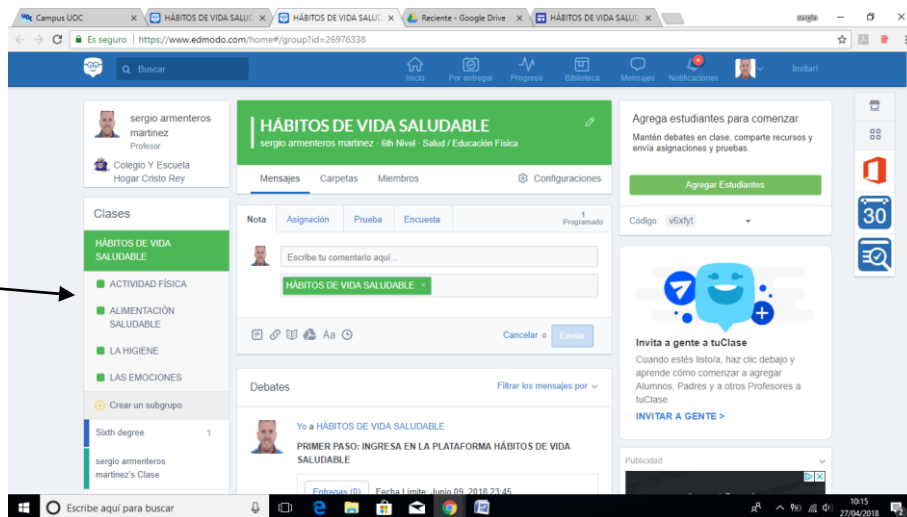 Campus UOC
HÁBITOS DE VIDA SALUD
HÁBITOS DE VIDA SALUD
Reciente - Google Drive
HÁBITOS DE VIDA SALUD
sergio
Es seguro | https://www.edmodo.com/home#/group?id=26976338
Buscar
Inicio
Por entregar
Progreso
Biblioteca
Mensajes
Notificaciones
Invitar!
sergio armenteros
martinez
Profesor
Colegio Y Escuela
Hogar Cristo Rey
Clases
HÁBITOS DE VIDA
SALUDABLE
ACTIVIDAD FÍSICA
ALIMENTACIÓN
SALUDABLE
LA HIGIENE
LAS EMOCIONES
Crear un subgrupo
Sixth degree 1
sergio armenteros
martinez's Clase
HÁBITOS DE VIDA SALUDABLE
sergio armenteros martinez · 6th Nivel · Salud / Educación Física
Mensajes Carpetas Miembros Configuraciones
Nota Asignación Prueba Encuesta
1
Programado
Escribe tu comentario aquí...
HÁBITOS DE VIDA SALUDABLE ×
Aa
Cancelar o Enviar
Debates Filtrar los mensajes por
Yo a HÁBITOS DE VIDA SALUDABLE
PRIMER PASO: INGRESA EN LA PLATAFORMA HÁBITOS DE VIDA
SALUDABLE
Entregas (0) Fecha Límite: Junio 09, 2018 23:45
Agrega estudiantes para comenzar
Mantén debates en clase, comparte recursos y
envía asignaciones y pruebas.
Agregar Estudiantes
Código: v6xfyt
Invita a gente a tuClase
Cuando estés listo/a, haz clic debajo y
aprende cómo comenzar a agregar
Alumnos, Padres y a otros Profesores a
tuClase.
INVITAR A GENTE >
Publicidad
30
Escribe aquí para buscar
10:15
27/04/2018